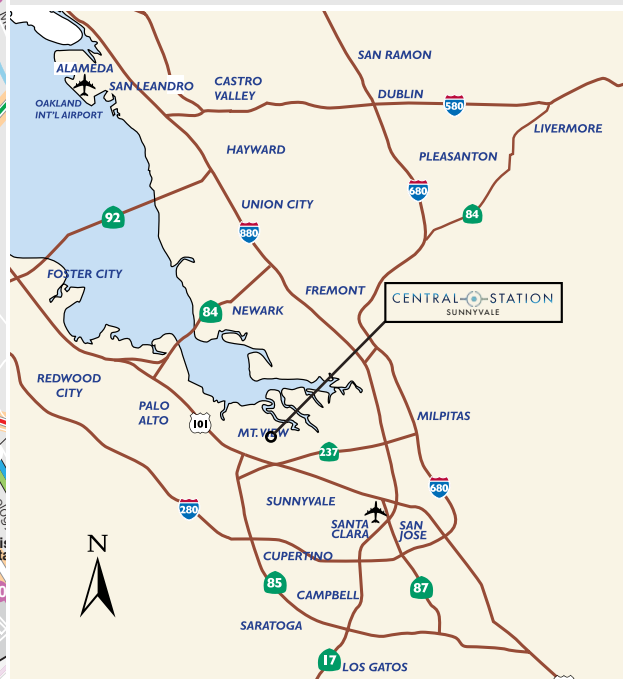 SAN RAMON
ALAMEDA
SAN LEANDRO
CASTRO
VALLEY
DUBLIN
580
OAKLAND
INT'L AIRPORT
LIVERMORE
HAYWARD
PLEASANTON
680
UNION CITY
92
84
880
FOSTER CITY
FREMONT
CENTRAL STATION
SUNNYVALE
84
NEWARK
REDWOOD
CITY
PALO
ALTO
MILPITAS
101
MT. VIEW
237
680
SUNNYVALE
280
SANTA
CLARA
SAN
JOSE
N
CUPERTINO
85
87
CAMPBELL
SARATOGA
17
LOS GATOS